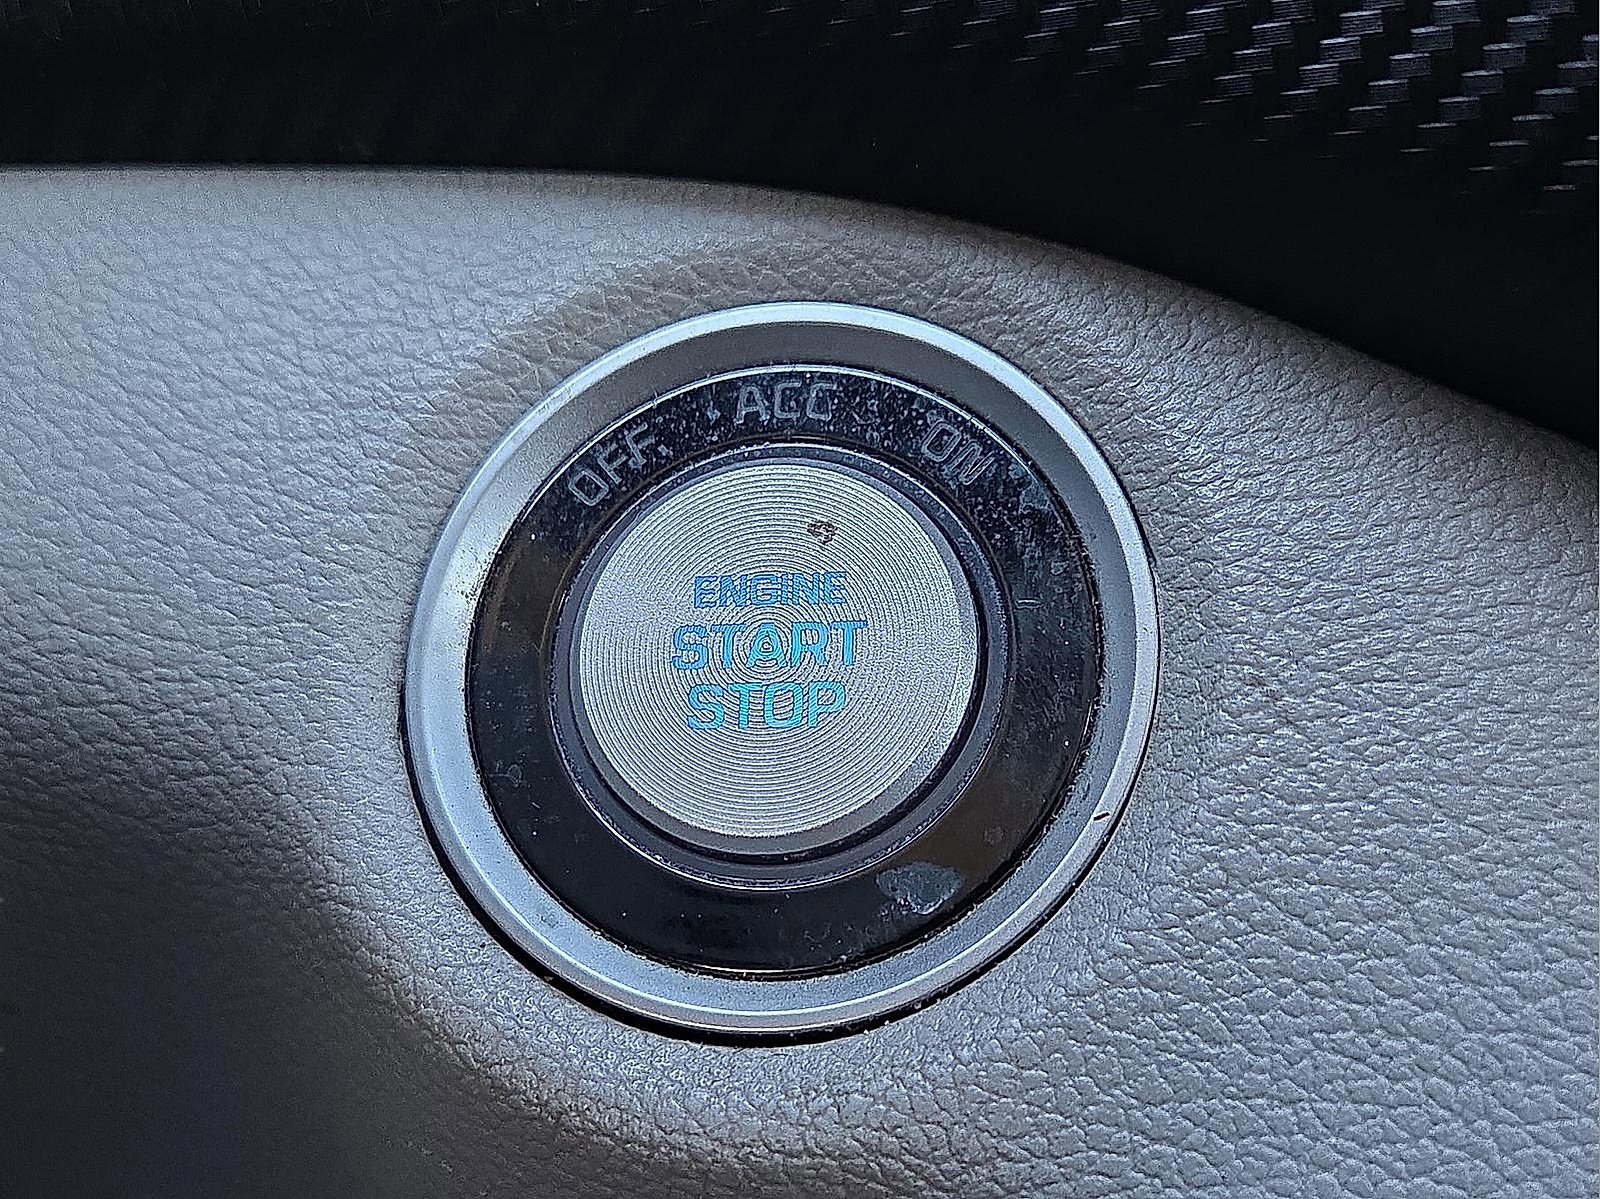 OFF ACC ON
ENGINE
START
STOP